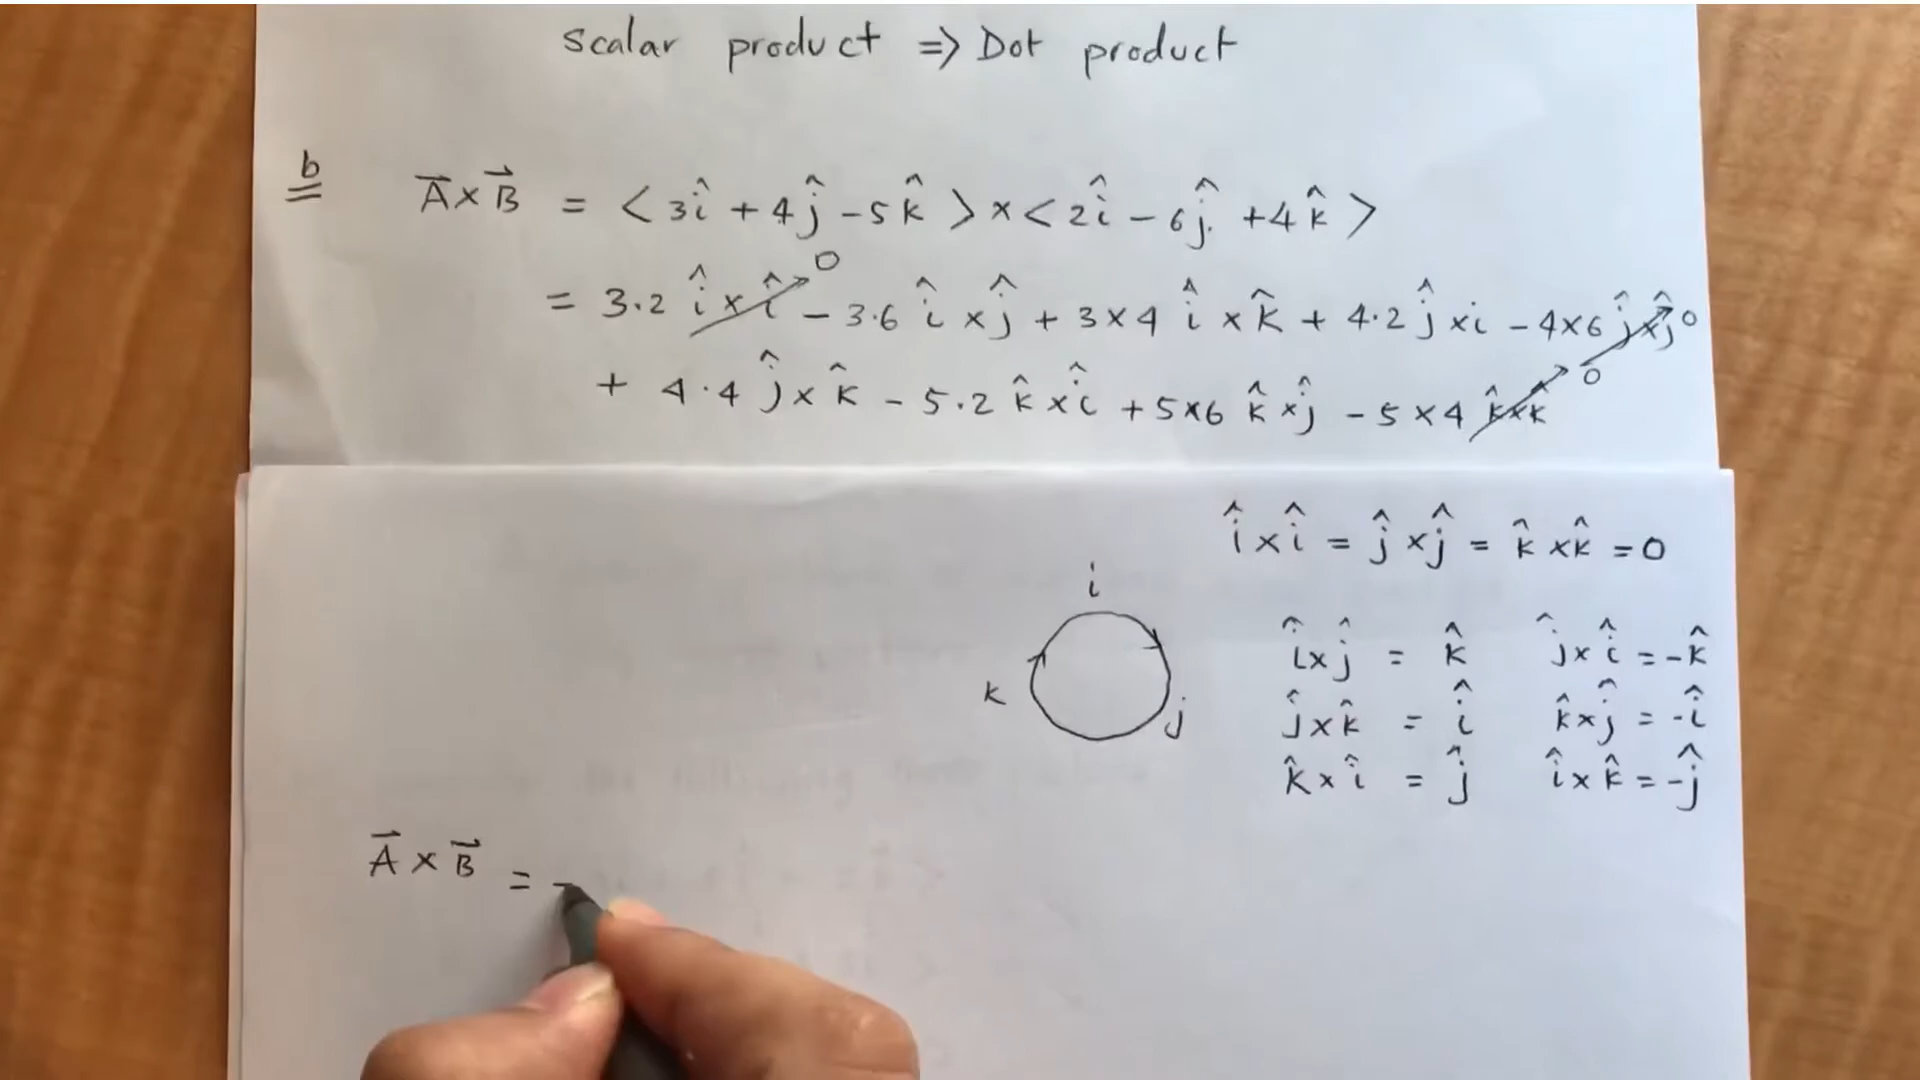 scalar product => Dot product
b A⃗×B⃗ = < 3î + 4ĵ - 5k̂ > × < 2î - 6ĵ + 4k̂ >
= 3·2 î×î→0 - 3·6 î×ĵ + 3×4 î×k̂ + 4·2 ĵ×i - 4×6 ĵ×ĵ→0
+ 4·4 ĵ×k̂ - 5·2 k̂×î + 5×6 k̂×ĵ - 5×4 k̂×k→0
î×î = ĵ×ĵ = k̂×k̂ = 0
i
k
j
î×ĵ = k̂ ĵ×î = -k̂
ĵ×k̂ = î k̂×ĵ = -î
k̂×î = ĵ î×k̂ = -ĵ
A⃗×B⃗ = -